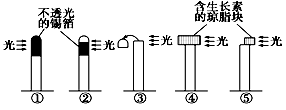 不透光的锡箔
含生长素的琼脂块
光 光 光 光 光
① ② ③ ④ ⑤